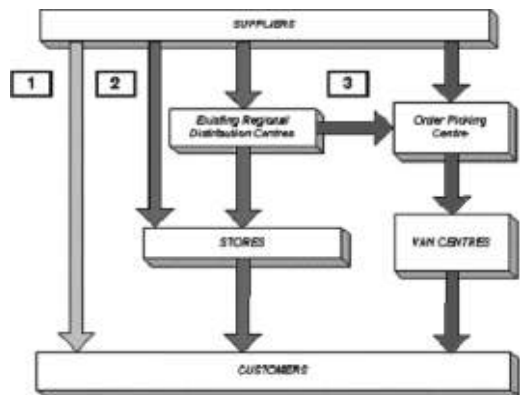 SUPPLIERS
1
2
3
Existing Regional
Distribution Centres
Order Picking
Centre
STORES
VAN CENTRES
CUSTOMERS